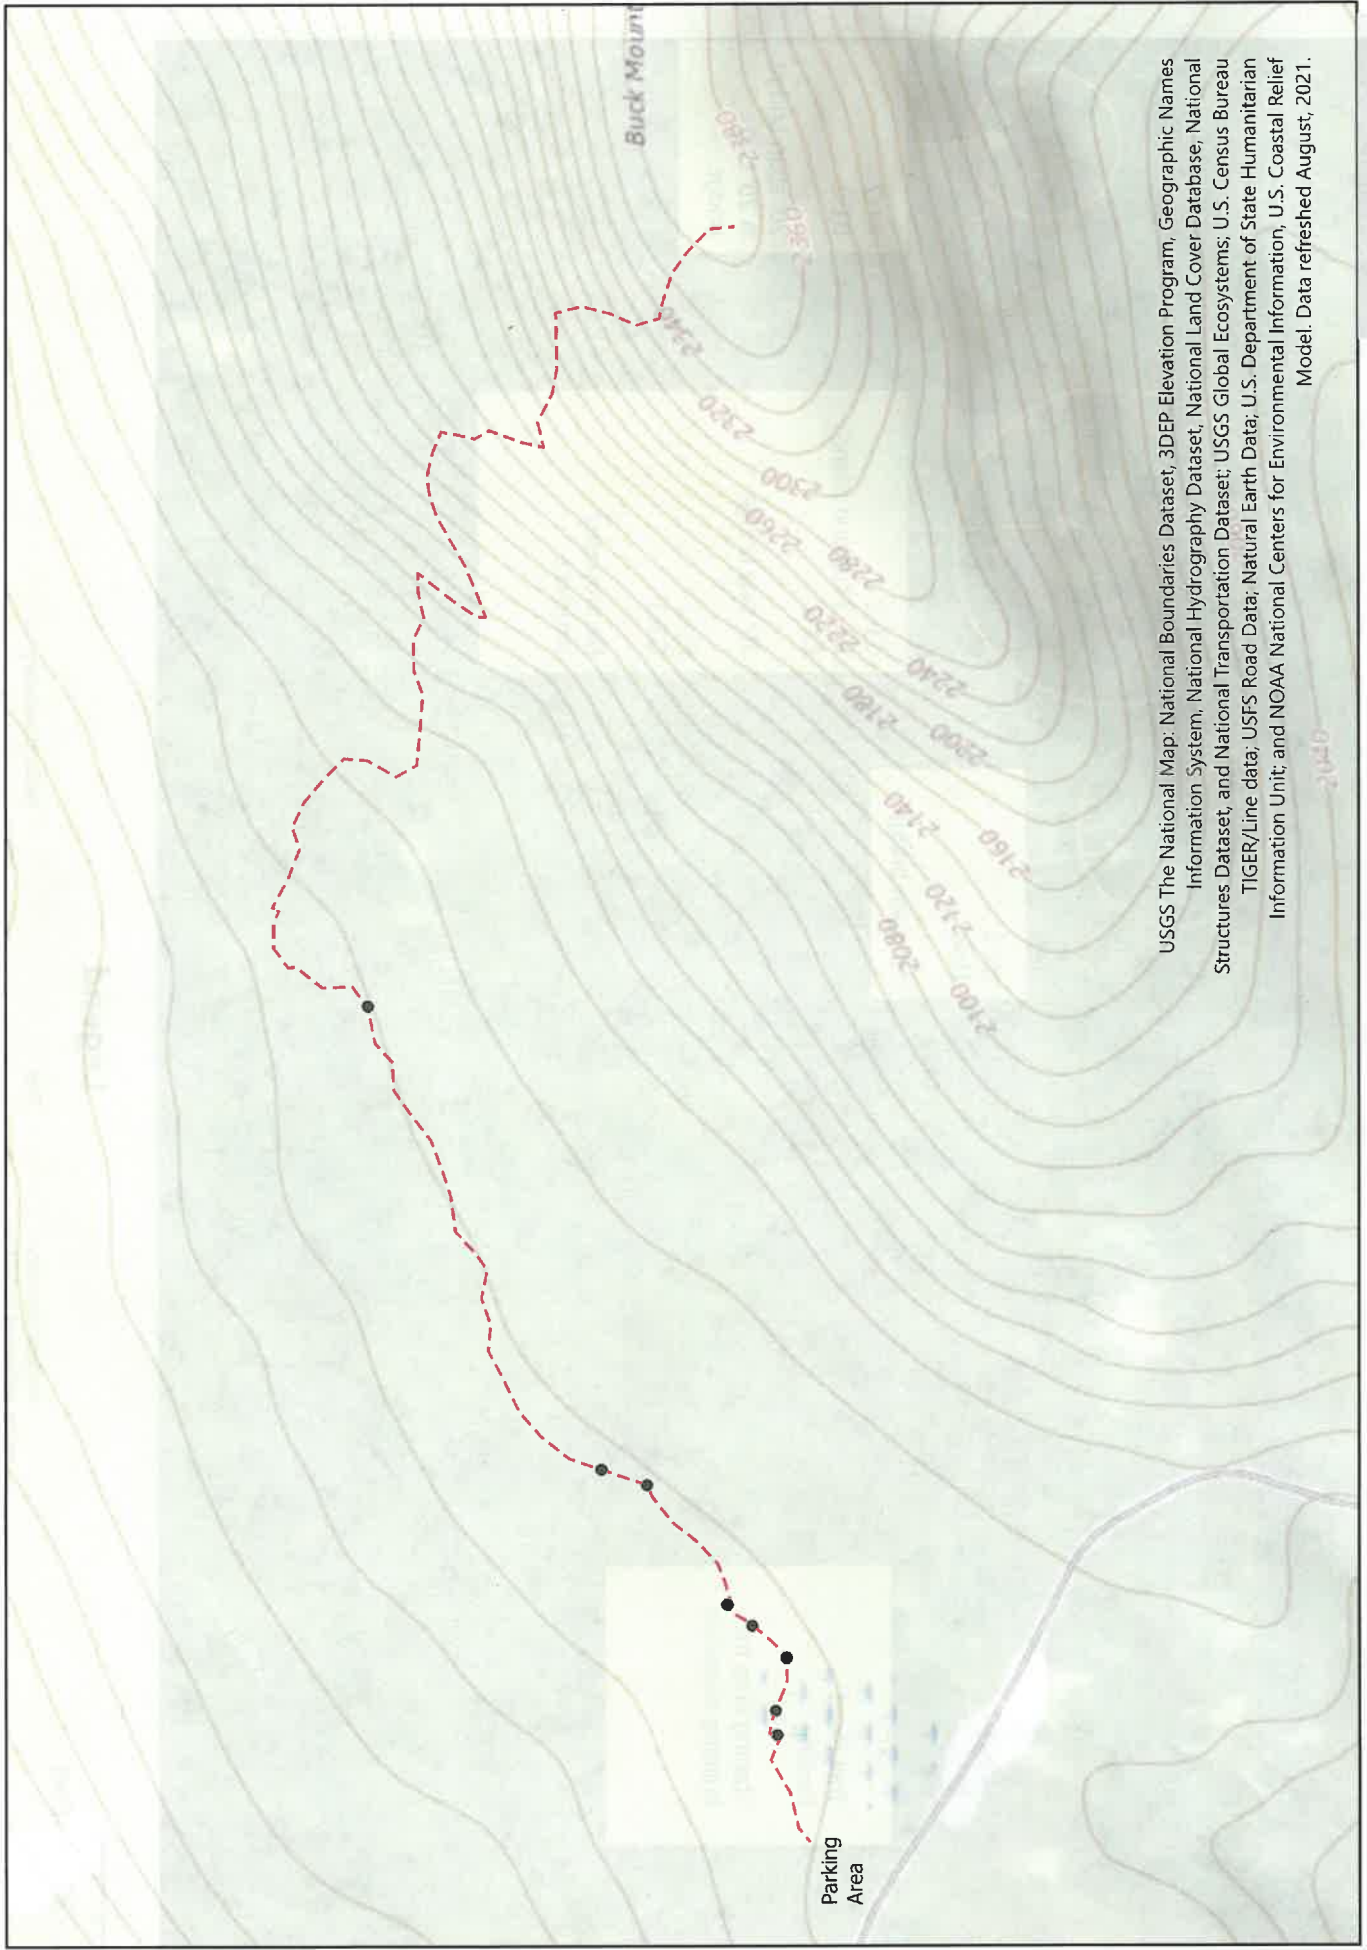 Buck Mount
2380
2360
2340
2320
2300
2260
2280
2220
2240
2180
2200
2140
2160
2120
2080
2100
2040
Parking
Area
USGS The National Map: National Boundaries Dataset, 3DEP Elevation Program, Geographic Names
Information System, National Hydrography Dataset, National Land Cover Database, National
Structures Dataset, and National Transportation Dataset; USGS Global Ecosystems; U.S. Census Bureau
TIGER/Line data; USFS Road Data; Natural Earth Data; U.S. Department of State Humanitarian
Information Unit; and NOAA National Centers for Environmental Information, U.S. Coastal Relief
Model. Data refreshed August, 2021.